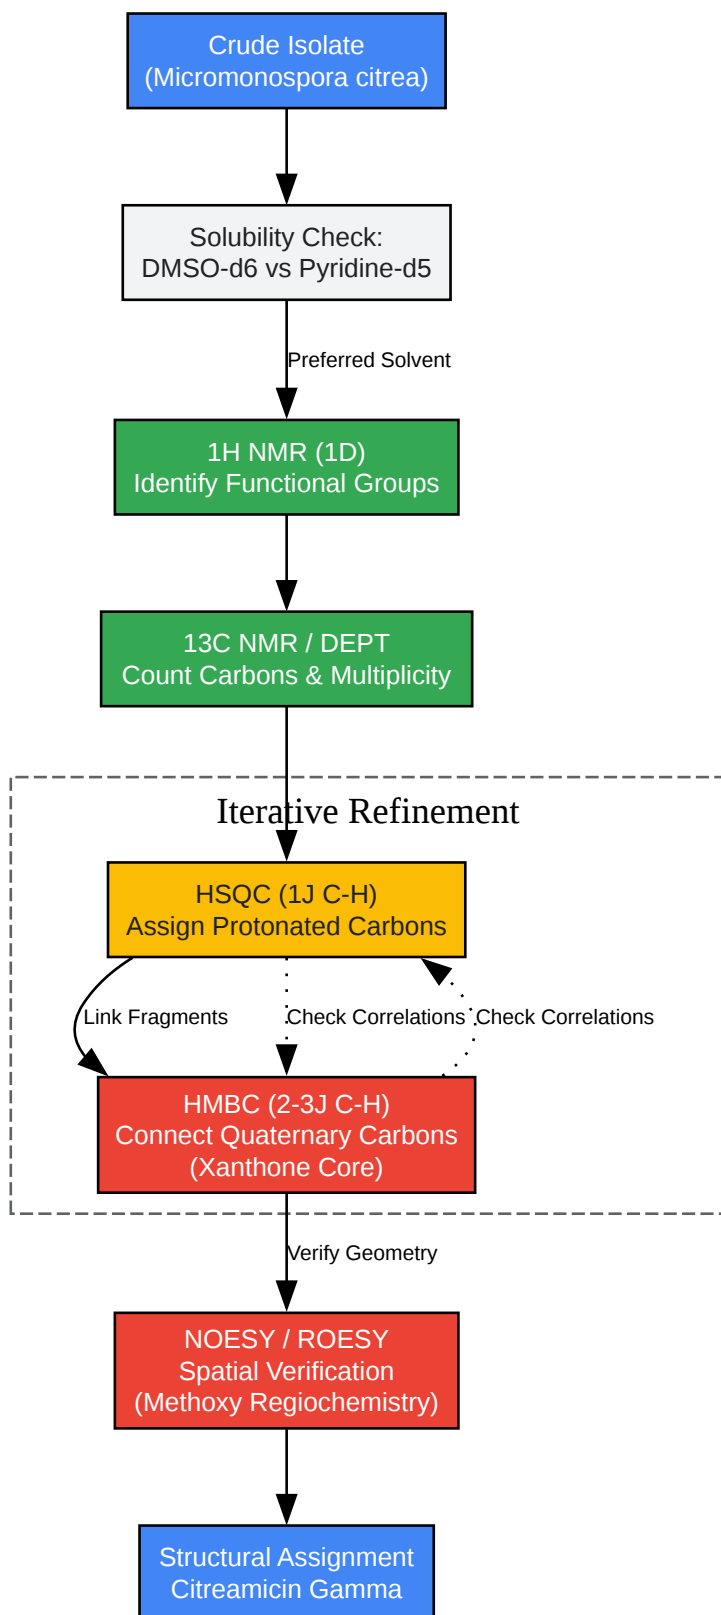 Crude Isolate
(Micromonospora citrea)
Solubility Check:
DMSO-d6 vs Pyridine-d5
Preferred Solvent
1H NMR (1D)
Identify Functional Groups
13C NMR / DEPT
Count Carbons & Multiplicity
Iterative Refinement
HSQC (1J C-H)
Assign Protonated Carbons
Link Fragments
Check Correlations
Check Correlations
HMBC (2-3J C-H)
Connect Quaternary Carbons
(Xanthone Core)
Verify Geometry
NOESY / ROESY
Spatial Verification
(Methoxy Regiochemistry)
Structural Assignment
Citreamicin Gamma